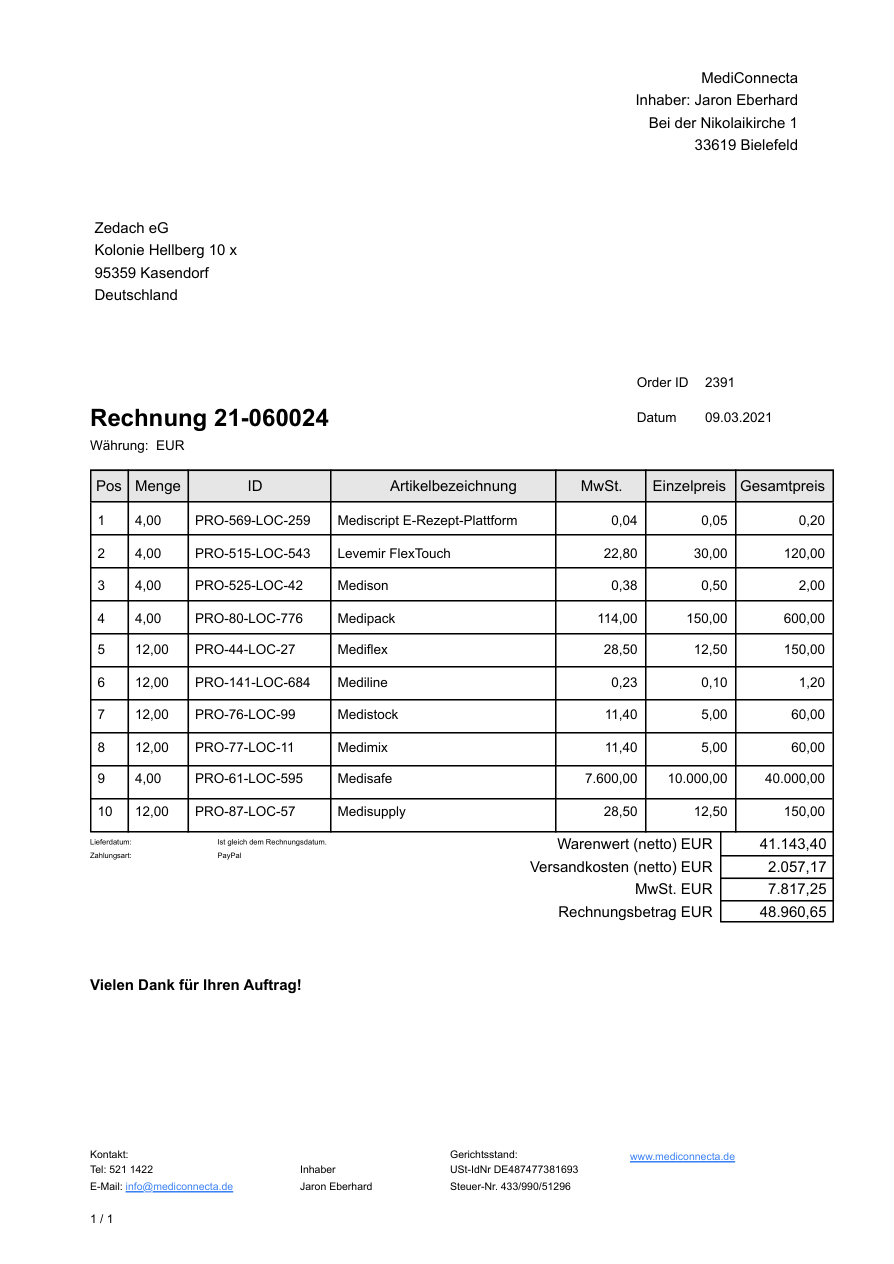 MediConnecta
Inhaber: Jaron Eberhard
Bei der Nikolaikirche 1
33619 Bielefeld
Zedach eG
Kolonie Hellberg 10 x
95359 Kasendorf
Deutschland
Order ID 2391
Rechnung 21-060024
Datum 09.03.2021
Währung: EUR
Pos Menge ID Artikelbezeichnung MwSt. Einzelpreis Gesamtpreis
1 4,00 PRO-569-LOC-259 Mediscript E-Rezept-Plattform 0,04 0,05 0,20
2 4,00 PRO-515-LOC-543 Levemir FlexTouch 22,80 30,00 120,00
3 4,00 PRO-525-LOC-42 Medison 0,38 0,50 2,00
4 4,00 PRO-80-LOC-776 Medipack 114,00 150,00 600,00
5 12,00 PRO-44-LOC-27 Mediflex 28,50 12,50 150,00
6 12,00 PRO-141-LOC-684 Mediline 0,23 0,10 1,20
7 12,00 PRO-76-LOC-99 Medistock 11,40 5,00 60,00
8 12,00 PRO-77-LOC-11 Medimix 11,40 5,00 60,00
9 4,00 PRO-61-LOC-595 Medisafe 7.600,00 10.000,00 40.000,00
10 12,00 PRO-87-LOC-57 Medisupply 28,50 12,50 150,00
Lieferdatum: Ist gleich dem Rechnungsdatum.
Zahlungsart: PayPal
Warenwert (netto) EUR 41.143,40
Versandkosten (netto) EUR 2.057,17
MwSt. EUR 7.817,25
Rechnungsbetrag EUR 48.960,65
Vielen Dank für Ihren Auftrag!
Kontakt:
Tel: 521 1422
E-Mail: info@mediconnecta.de
Inhaber
Jaron Eberhard
Gerichtsstand:
USt-IdNr DE487477381693
Steuer-Nr. 433/990/51296
www.mediconnecta.de
1 / 1